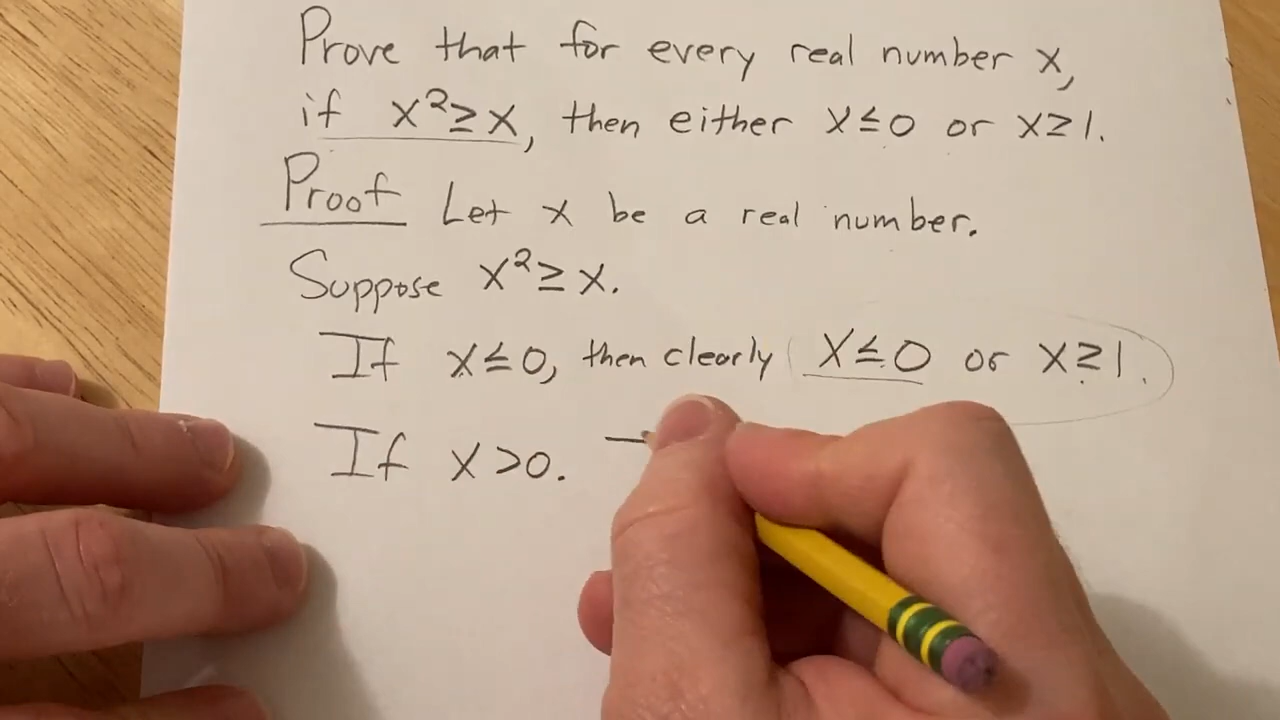 Prove that for every real number x,
if x²≥x, then either x≤0 or x≥1.
Proof Let x be a real number.
Suppose x²≥x.
If x≤0, then clearly x≤0 or x≥1.
If x>0.